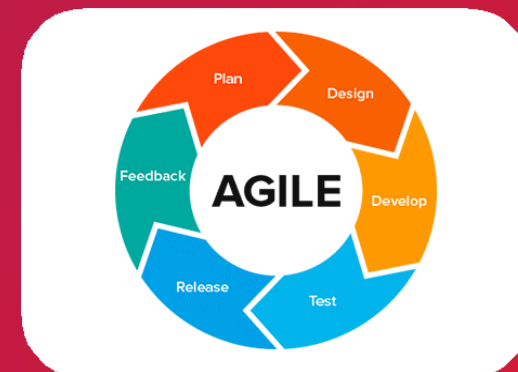 Plan
Design
Feedback
AGILE
Develop
Release
Test